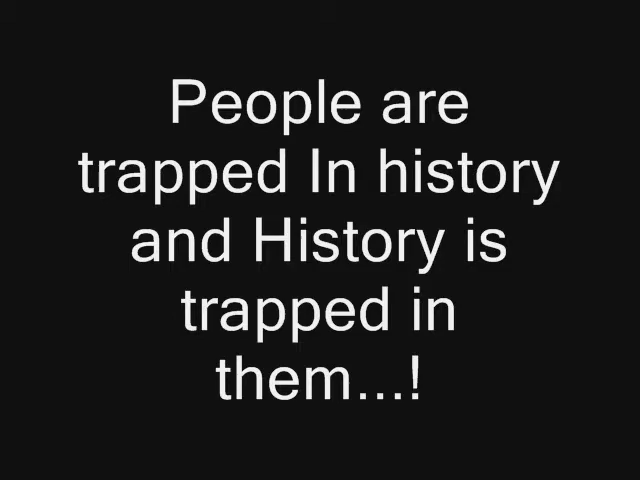 People are
trapped In history
and History is
trapped in
them...!